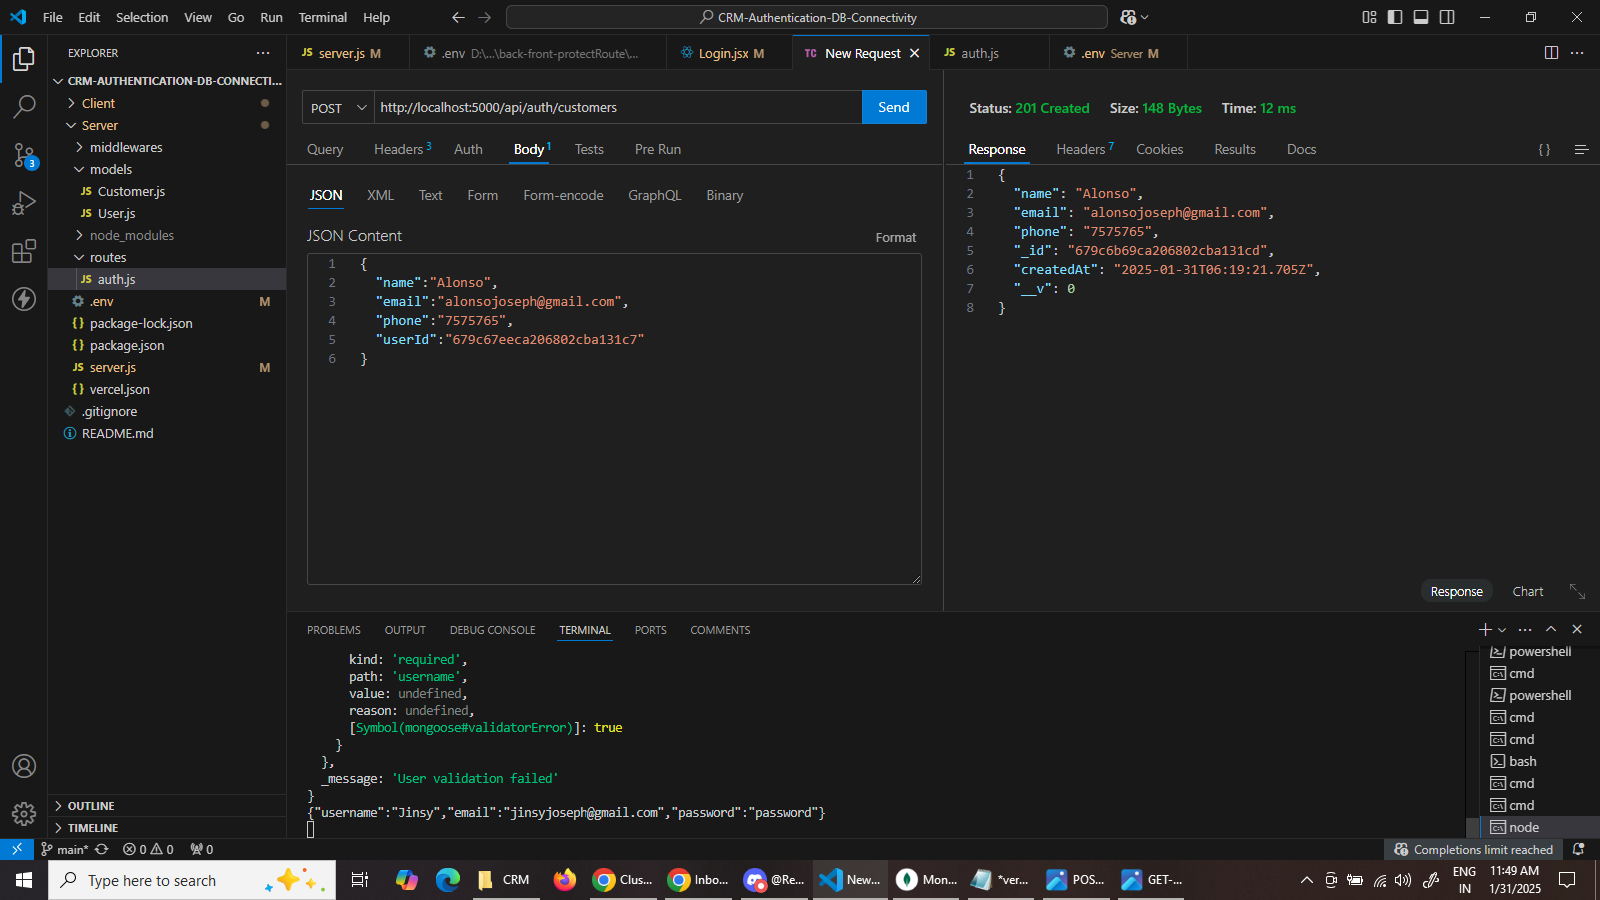 File Edit Selection View Go Run Terminal Help
CRM-Authentication-DB-Connectivity
EXPLORER
CRM-AUTHENTICATION-DB-CONNECTI...
Client
Server
middlewares
models
JS Customer.js
JS User.js
node_modules
routes
JS auth.js
.env M
{} package-lock.json
{} package.json
JS server.js M
{} vercel.json
.gitignore
README.md
OUTLINE
TIMELINE
3
JS server.js M
.env D:\...\back-front-protectRoute\...
Login.jsx M
TC New Request
JS auth.js
.env Server M
POST
http://localhost:5000/api/auth/customers
Send
Query Headers 3 Auth Body 1 Tests Pre Run
JSON XML Text Form Form-encode GraphQL Binary
JSON Content
Format
1 {
2 "name":"Alonso",
3 "email":"alonsojoseph@gmail.com",
4 "phone":"7575765",
5 "userId":"679c67eeca206802cba131c7"
6 }
Status: 201 Created Size: 148 Bytes Time: 12 ms
Response Headers 7 Cookies Results Docs
{ }
1 {
2 "name": "Alonso",
3 "email": "alonsojoseph@gmail.com",
4 "phone": "7575765",
5 "_id": "679c6b69ca206802cba131cd",
6 "createdAt": "2025-01-31T06:19:21.705Z",
7 "__v": 0
8 }
Response Chart
PROBLEMS OUTPUT DEBUG CONSOLE TERMINAL PORTS COMMENTS
kind: 'required',
path: 'username',
value: undefined,
reason: undefined,
[Symbol(mongoose#validatorError)]: true
}
},
_message: 'User validation failed'
}
{"username":"Jinsy","email":"jinsyjoseph@gmail.com","password":"password"}
powershell
cmd
powershell
cmd
cmd
bash
cmd
cmd
node
main* 0 0 0
Completions limit reached
Type here to search
CRM
Clus...
Inbo...
@Re...
New...
Mon...
*ver...
POS...
GET-...
ENG
IN
11:49 AM
1/31/2025